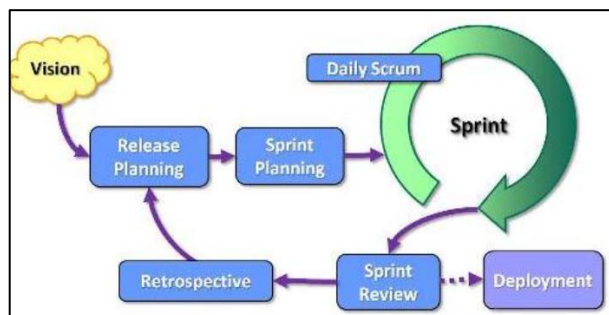 Vision
Daily Scrum
Sprint
Release
Planning
Sprint
Planning
Retrospective
Sprint
Review
Deployment